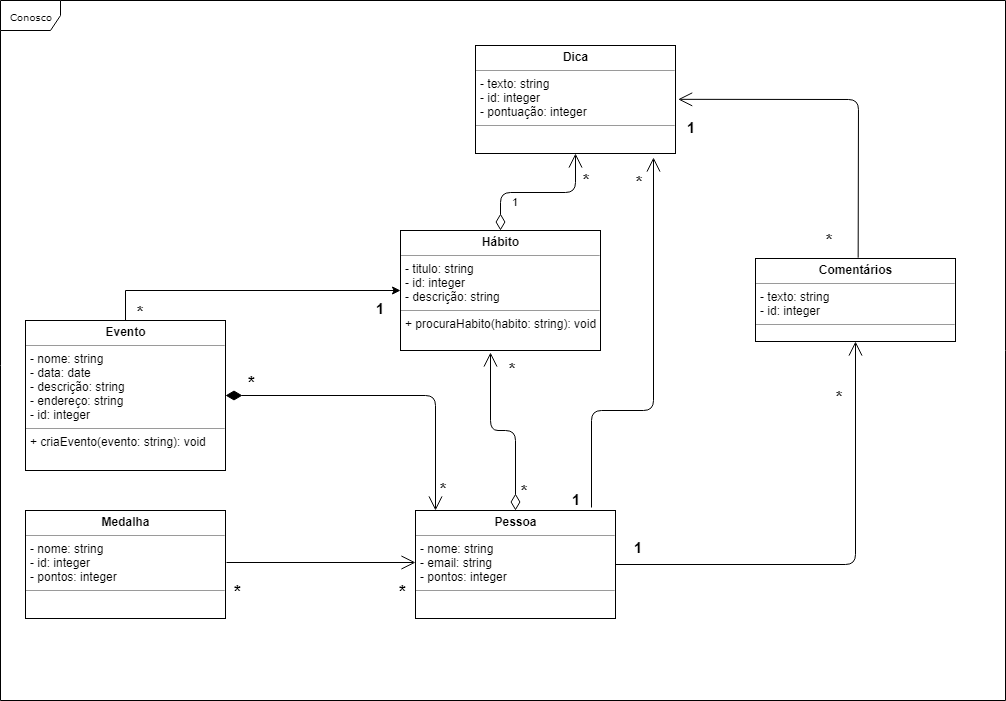 Conosco
Dica
- texto: string
- id: integer
- pontuação: integer
1
*
*
1
*
Hábito
- titulo: string
- id: integer
- descrição: string
+ procuraHabito(habito: string): void
Comentários
- texto: string
- id: integer
*
1
Evento
- nome: string
- data: date
- descrição: string
- endereço: string
- id: integer
+ criaEvento(evento: string): void
*
*
*
*
*
1
Medalha
- nome: string
- id: integer
- pontos: integer
*
*
Pessoa
- nome: string
- email: string
- pontos: integer
1